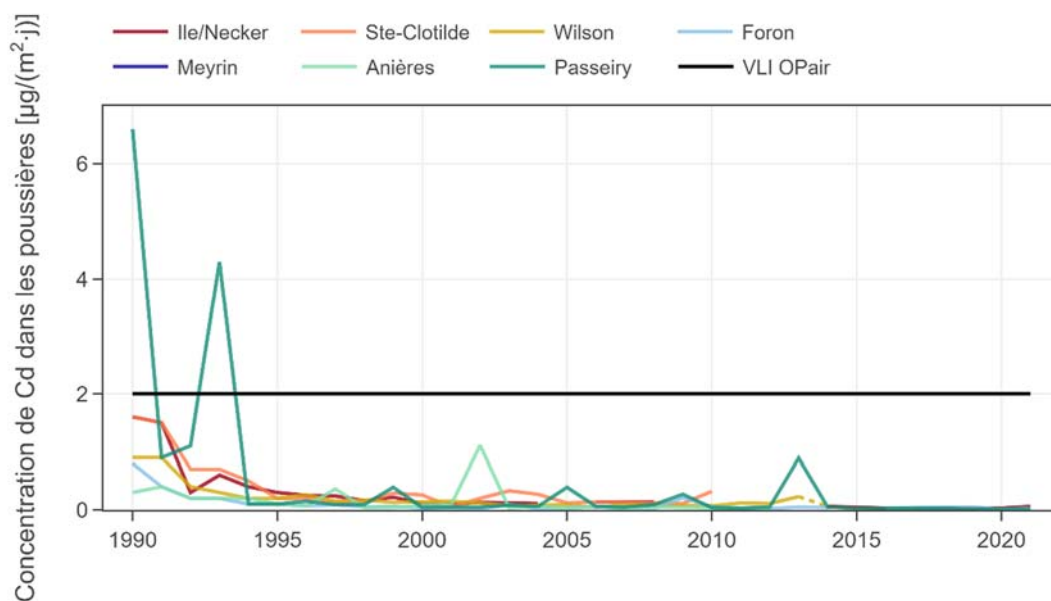 Ile/Necker Ste-Clotilde Wilson Foron
Meyrin Anières Passeiry VLI OPair
Concentration de Cd dans les poussières [µg/(m²·j)]
6
4
2
0
1990 1995 2000 2005 2010 2015 2020